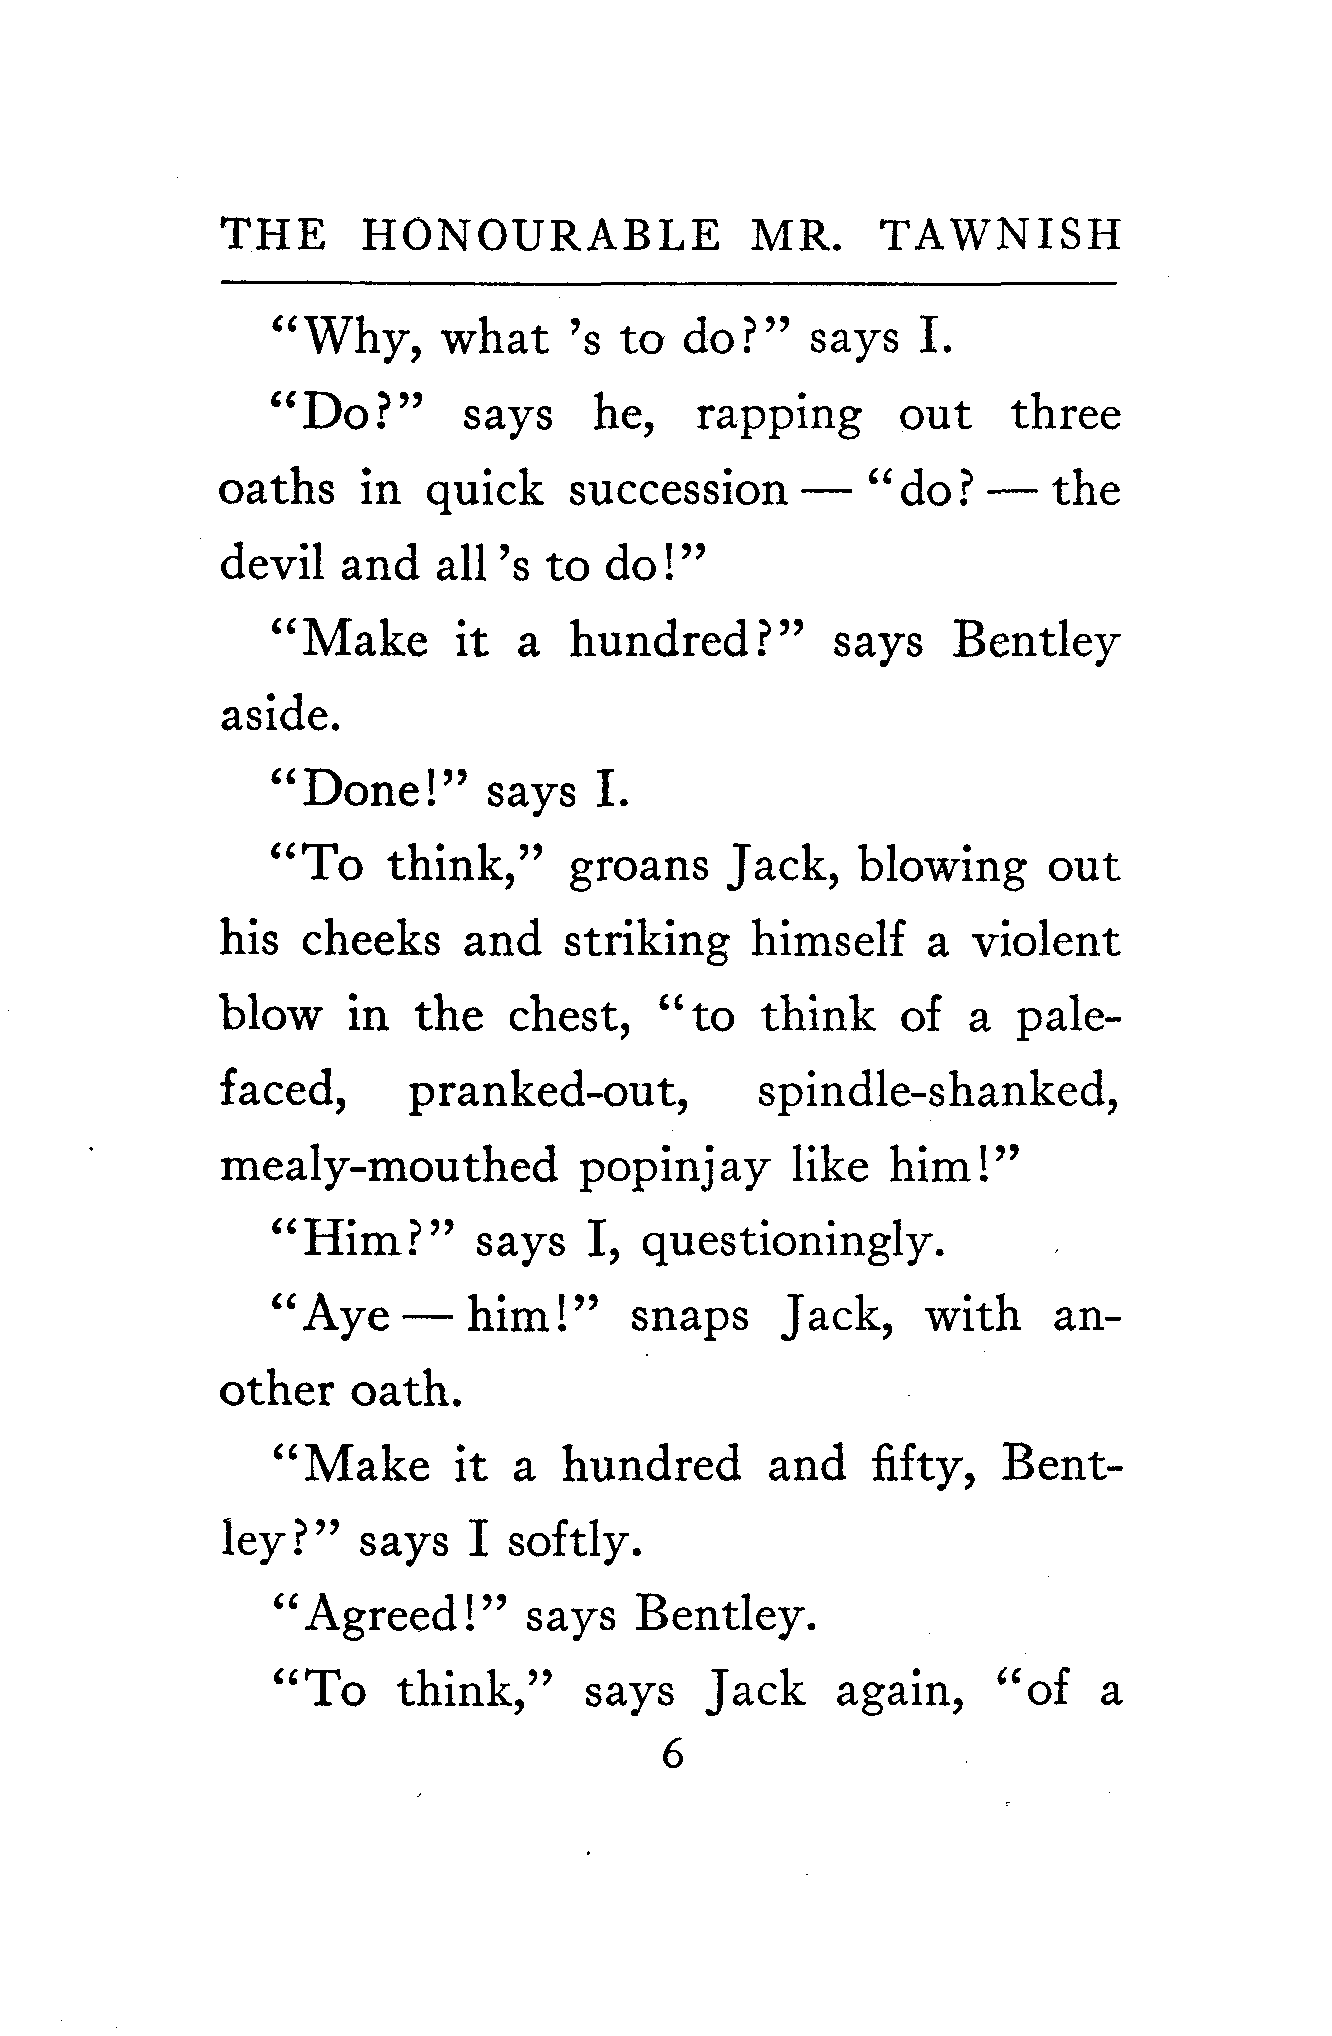 THE HONOURABLE MR. TAWNISH
“Why, what ’s to do?” says I.
“Do?” says he, rapping out three
oaths in quick succession — “do? — the
devil and all ’s to do!”
“Make it a hundred?” says Bentley
aside.
“Done!” says I.
“To think,” groans Jack, blowing out
his cheeks and striking himself a violent
blow in the chest, “to think of a pale-
faced, pranked-out, spindle-shanked,
mealy-mouthed popinjay like him!”
“Him?” says I, questioningly.
“Aye — him!” snaps Jack, with an-
other oath.
“Make it a hundred and fifty, Bent-
ley?” says I softly.
“Agreed!” says Bentley.
“To think,” says Jack again, “of a
6